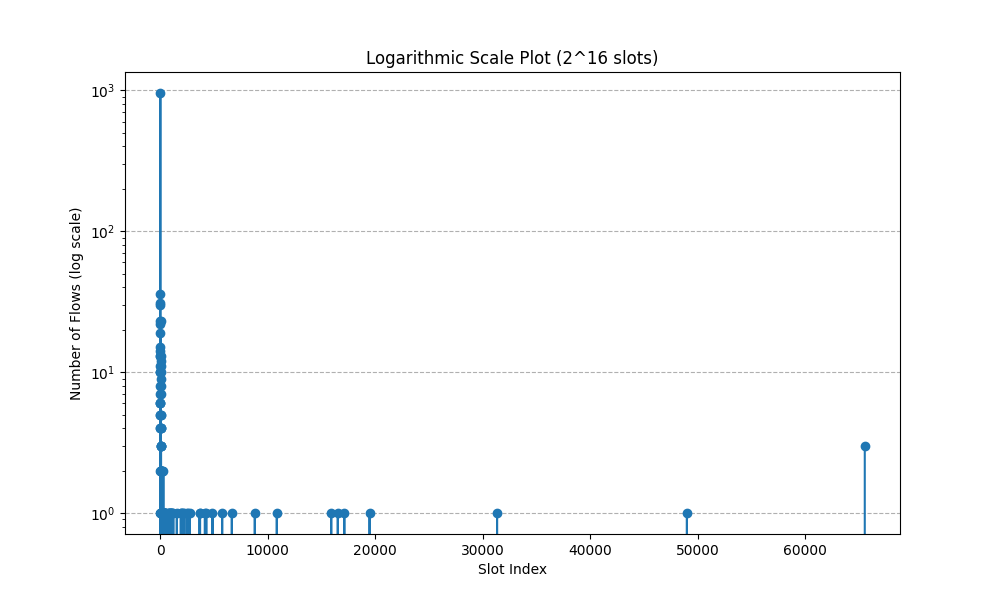 Logarithmic Scale Plot (2^16 slots)
Number of Flows (log scale)
10³
10²
10¹
10⁰
0 10000 20000 30000 40000 50000 60000
Slot Index